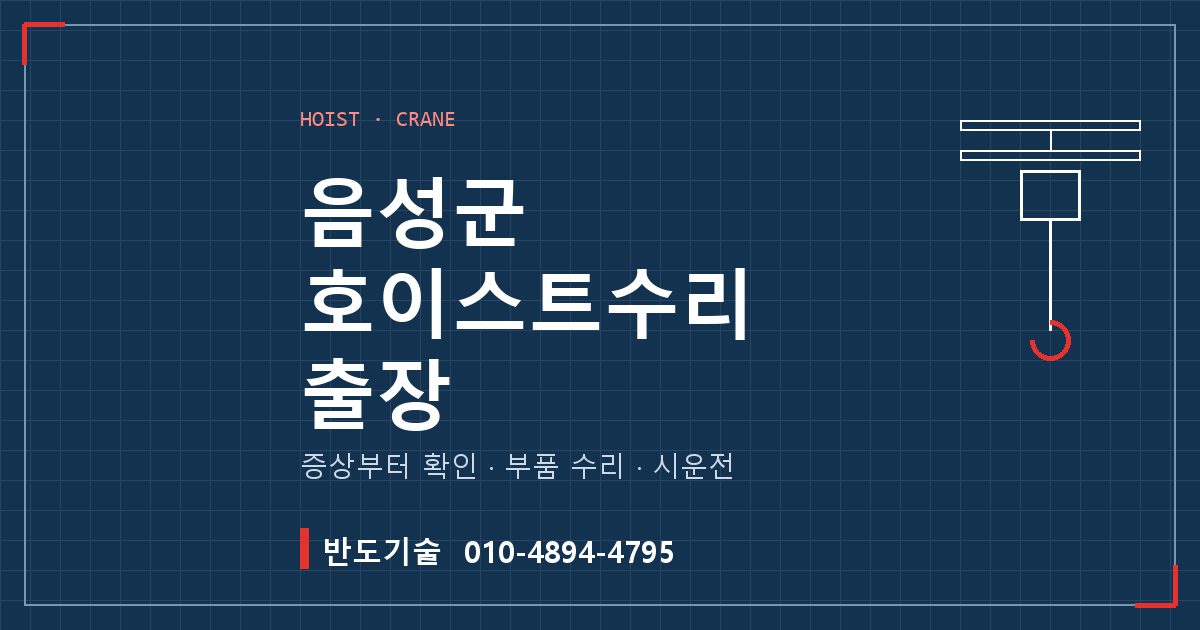 HOIST · CRANE
음성군
호이스트수리
출장
증상부터 확인 · 부품 수리 · 시운전
반도기술 010-4894-4795